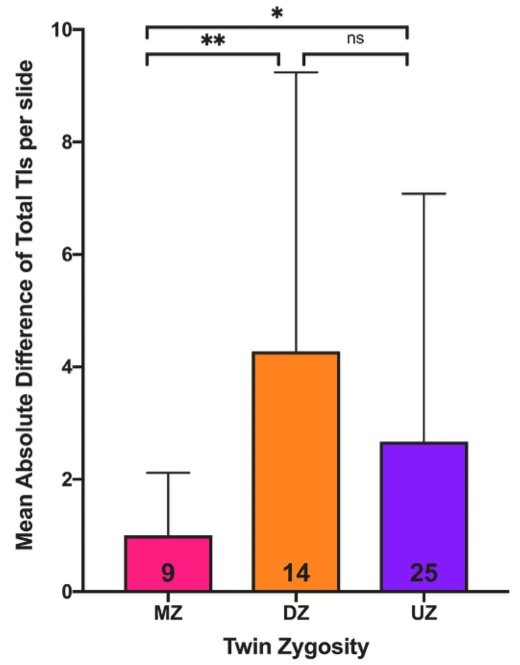 *
** ns
10
8
6
4
2
0
Mean Absolute Difference of Total TIs per slide
9 14 25
MZ DZ UZ
Twin Zygosity